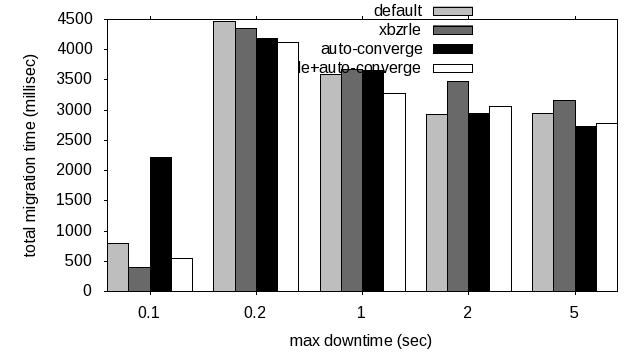 default
xbzrle
auto-converge
le+auto-converge
4500
4000
3500
3000
2500
2000
1500
1000
500
0
total migration time (millisec)
0.1 0.2 1 2 5
max downtime (sec)